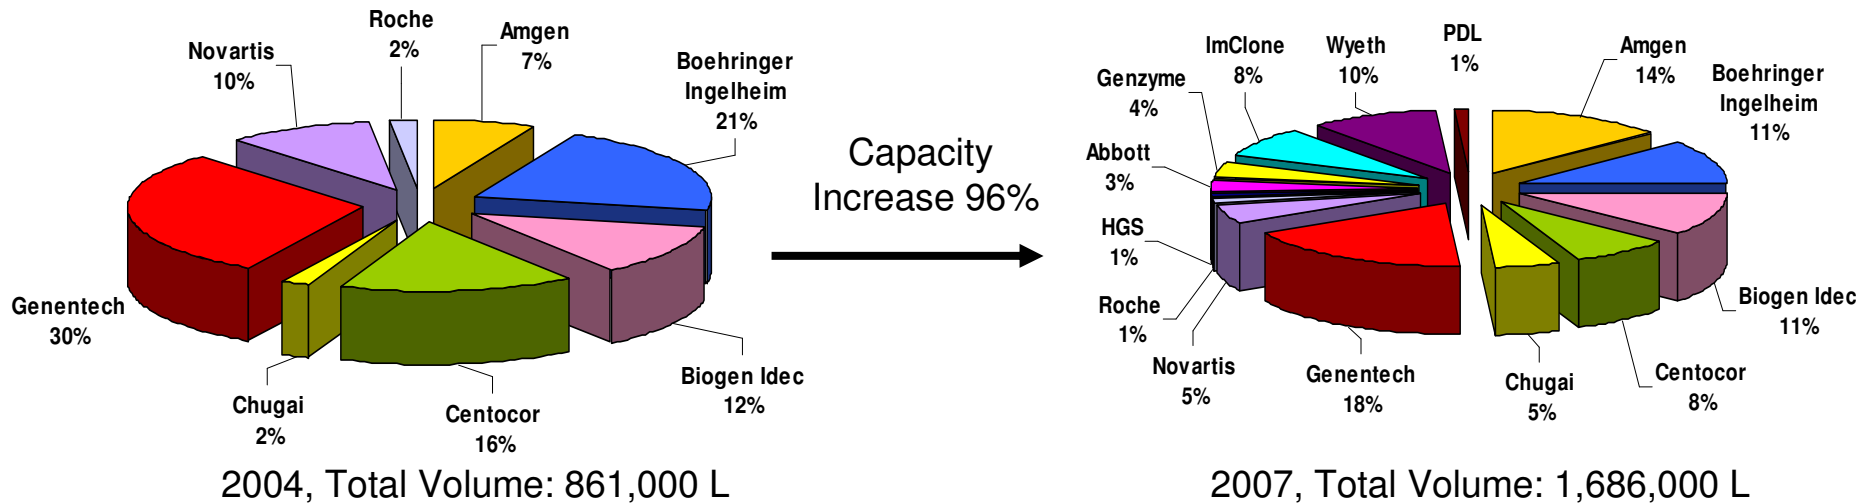 Roche
2%
Amgen
7%
Novartis
10%
Boehringer
Ingelheim
21%
Genentech
30%
Chugai
2%
Centocor
16%
Biogen Idec
12%
2004, Total Volume: 861,000 L
Capacity
Increase 96%
PDL
1%
ImClone
8%
Wyeth
10%
Amgen
14%
Genzyme
4%
Boehringer
Ingelheim
11%
Abbott
3%
HGS
1%
Roche
1%
Novartis
5%
Genentech
18%
Chugai
5%
Centocor
8%
Biogen Idec
11%
2007, Total Volume: 1,686,000 L